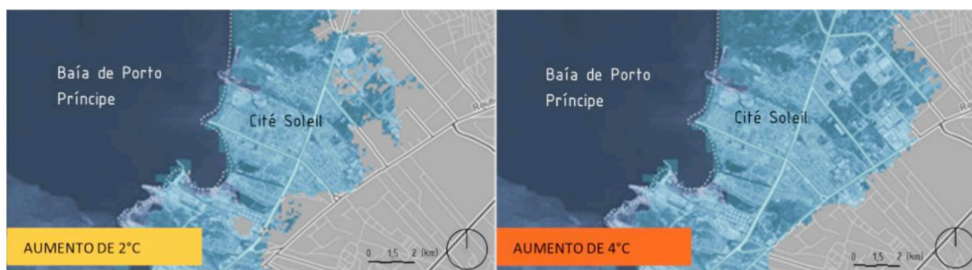 Baía de Porto
Príncipe
Cité Soleil
AUMENTO DE 2°C
0 1,5 2 (km)
Baía de Porto
Príncipe
Cité Soleil
AUMENTO DE 4°C
0 1,5 2 (km)